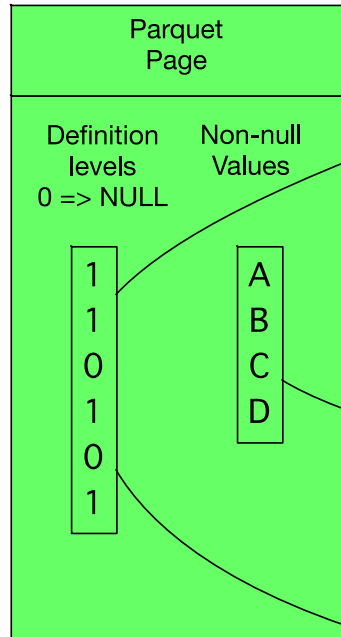 Parquet
Page
Definition
levels
0 => NULL
Non-null
Values
1
1
0
1
0
1
A
B
C
D